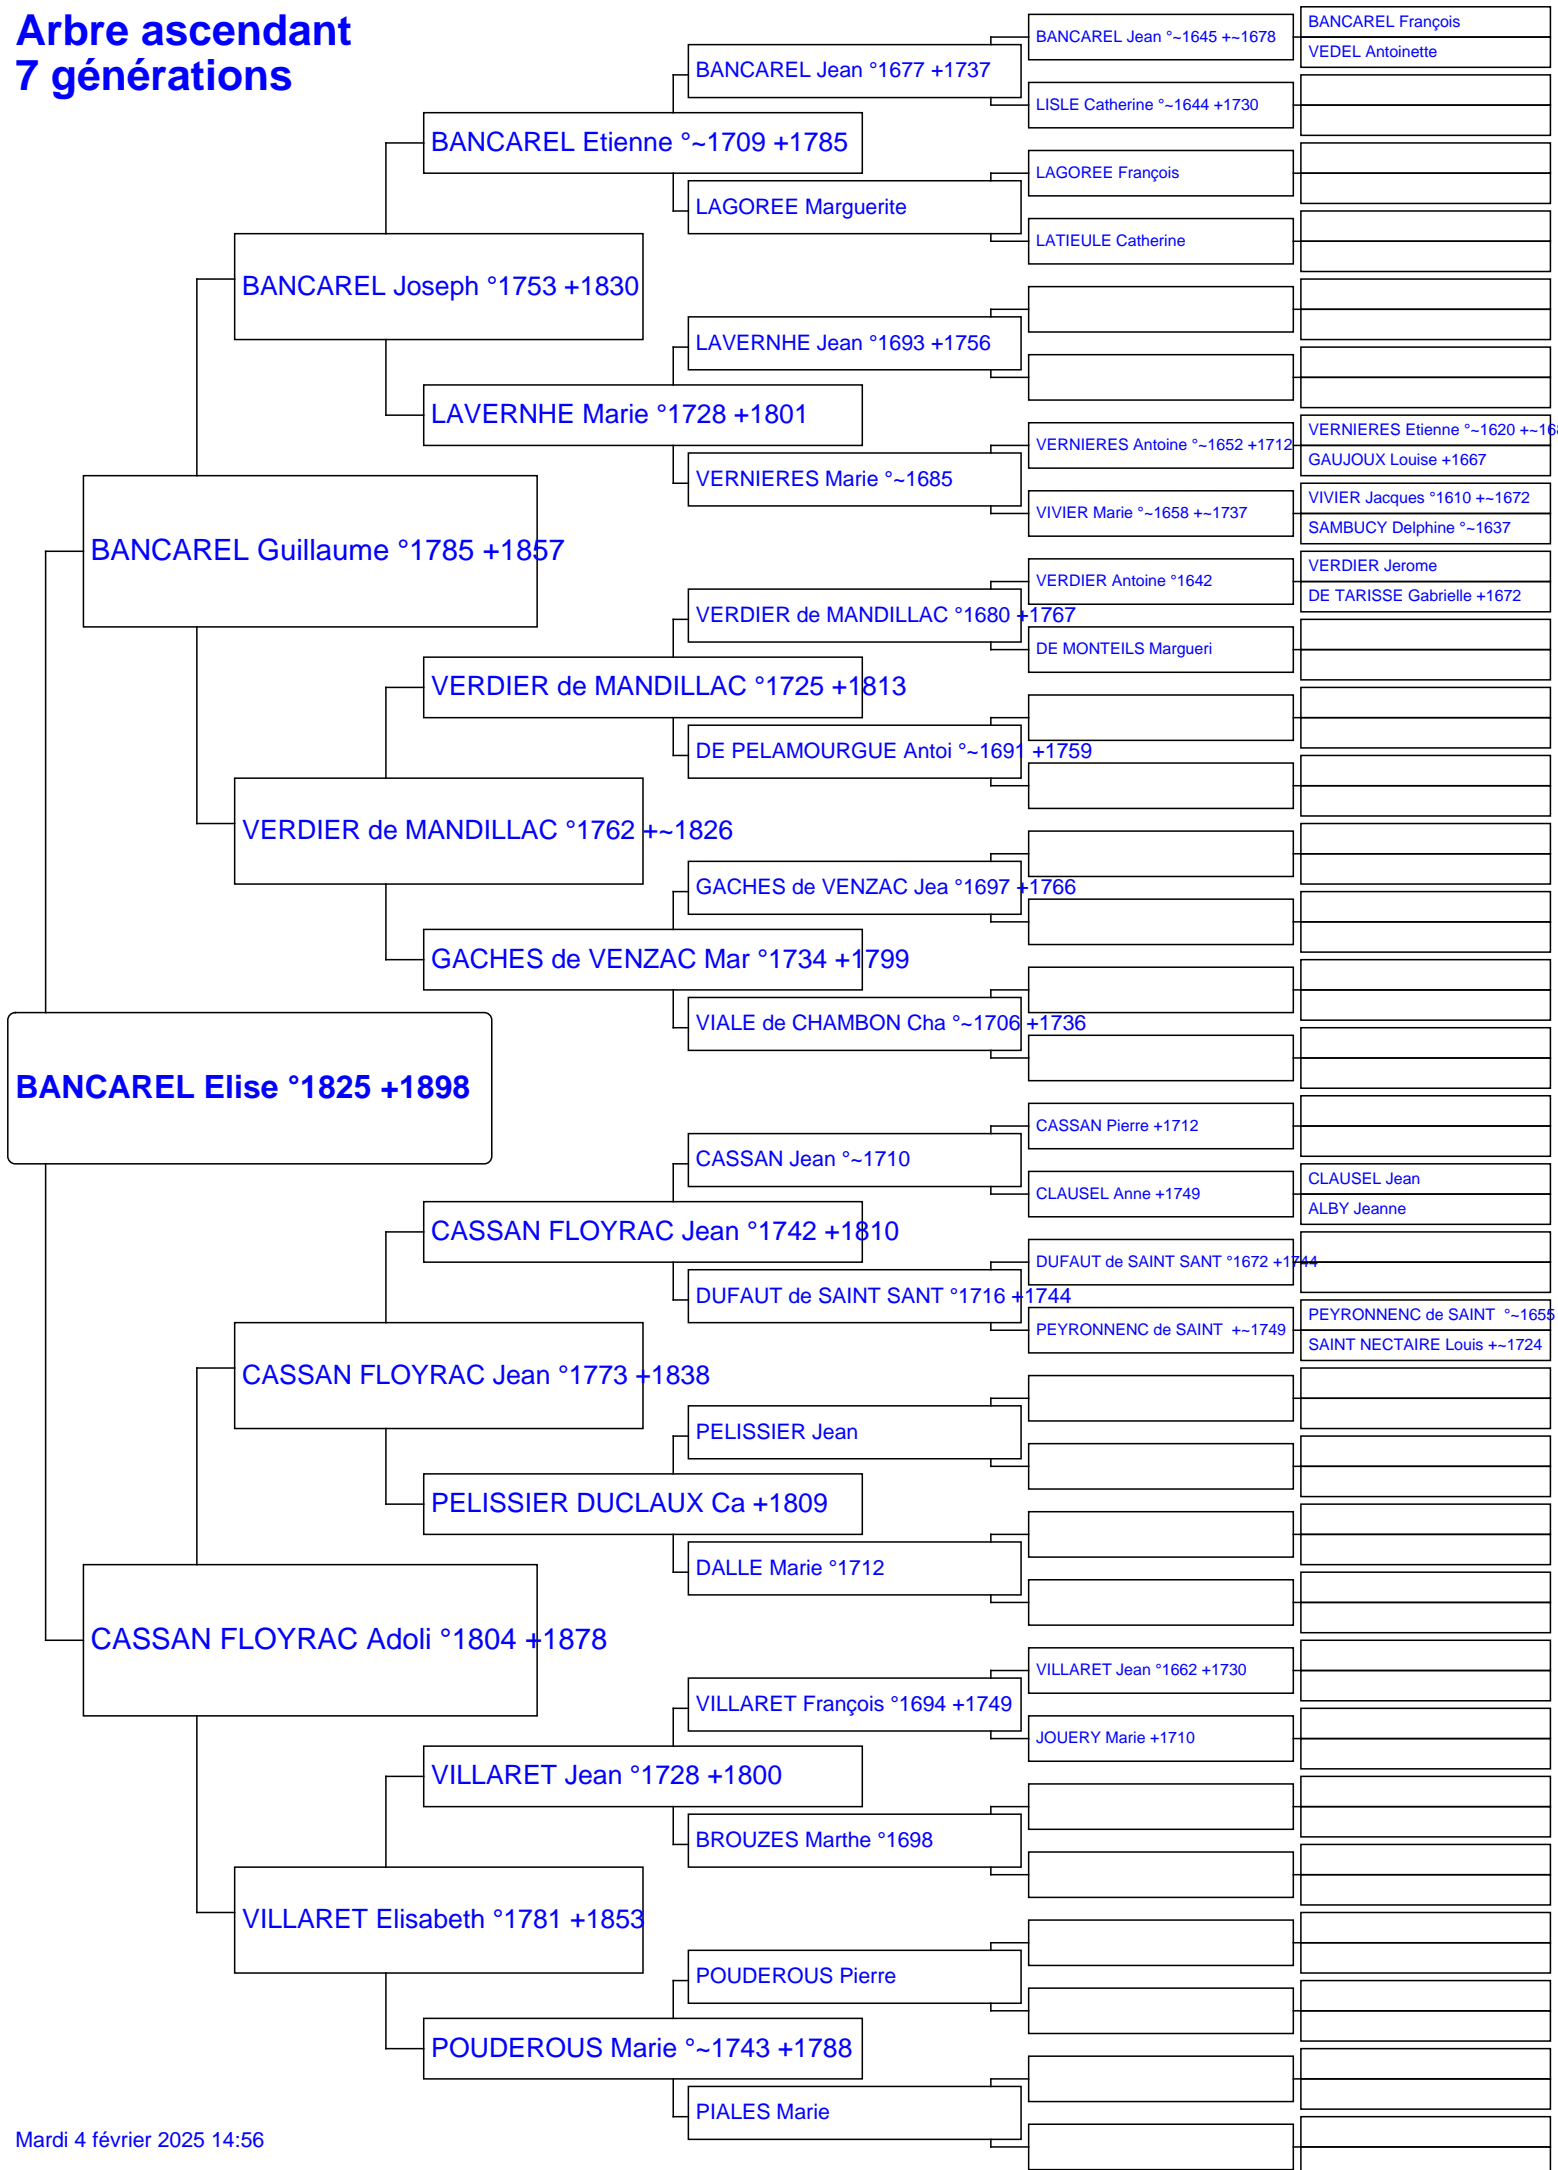 Arbre ascendant
7 générations
BANCAREL Elise °1825 +1898
BANCAREL Guillaume °1785 +1857
CASSAN FLOYRAC Adoli °1804 +1878
BANCAREL Joseph °1753 +1830
VERDIER de MANDILLAC °1762 +~1826
CASSAN FLOYRAC Jean °1773 +1838
VILLARET Elisabeth °1781 +1853
BANCAREL Etienne °~1709 +1785
LAVERNHE Marie °1728 +1801
VERDIER de MANDILLAC °1725 +1813
GACHES de VENZAC Mar °1734 +1799
CASSAN FLOYRAC Jean °1742 +1810
PELISSIER DUCLAUX Ca +1809
VILLARET Jean °1728 +1800
POUDEROUS Marie °~1743 +1788
BANCAREL Jean °1677 +1737
LAGOREE Marguerite
LAVERNHE Jean °1693 +1756
VERNIERES Marie °~1685
VERDIER de MANDILLAC °1680 +1767
DE PELAMOURGUE Antoi °~1691 +1759
GACHES de VENZAC Jea °1697 +1766
VIALE de CHAMBON Cha °~1706 +1736
CASSAN Jean °~1710
DUFAUT de SAINT SANT °1716 +1744
PELISSIER Jean
DALLE Marie °1712
VILLARET François °1694 +1749
BROUZES Marthe °1698
POUDEROUS Pierre
PIALES Marie
BANCAREL Jean °~1645 +~1678
LISLE Catherine °~1644 +1730
LAGOREE François
LATIEULE Catherine
VERNIERES Antoine °~1652 +1712
VIVIER Marie °~1658 +~1737
VERDIER Antoine °1642
DE MONTEILS Margueri
CASSAN Pierre +1712
CLAUSEL Anne +1749
DUFAUT de SAINT SANT °1672 +1744
PEYRONNENC de SAINT +~1749
VILLARET Jean °1662 +1730
JOUERY Marie +1710
BANCAREL François
VEDEL Antoinette
VERNIERES Etienne °~1620
GAUJOUX Louise +1667
VIVIER Jacques °1610 +~1672
SAMBUCY Delphine °~1637
VERDIER Jerome
DE TARISSE Gabrielle +1672
CLAUSEL Jean
ALBY Jeanne
PEYRONNENC de SAINT °~1655
SAINT NECTAIRE Louis +~1724
Mardi 4 février 2025 14:56